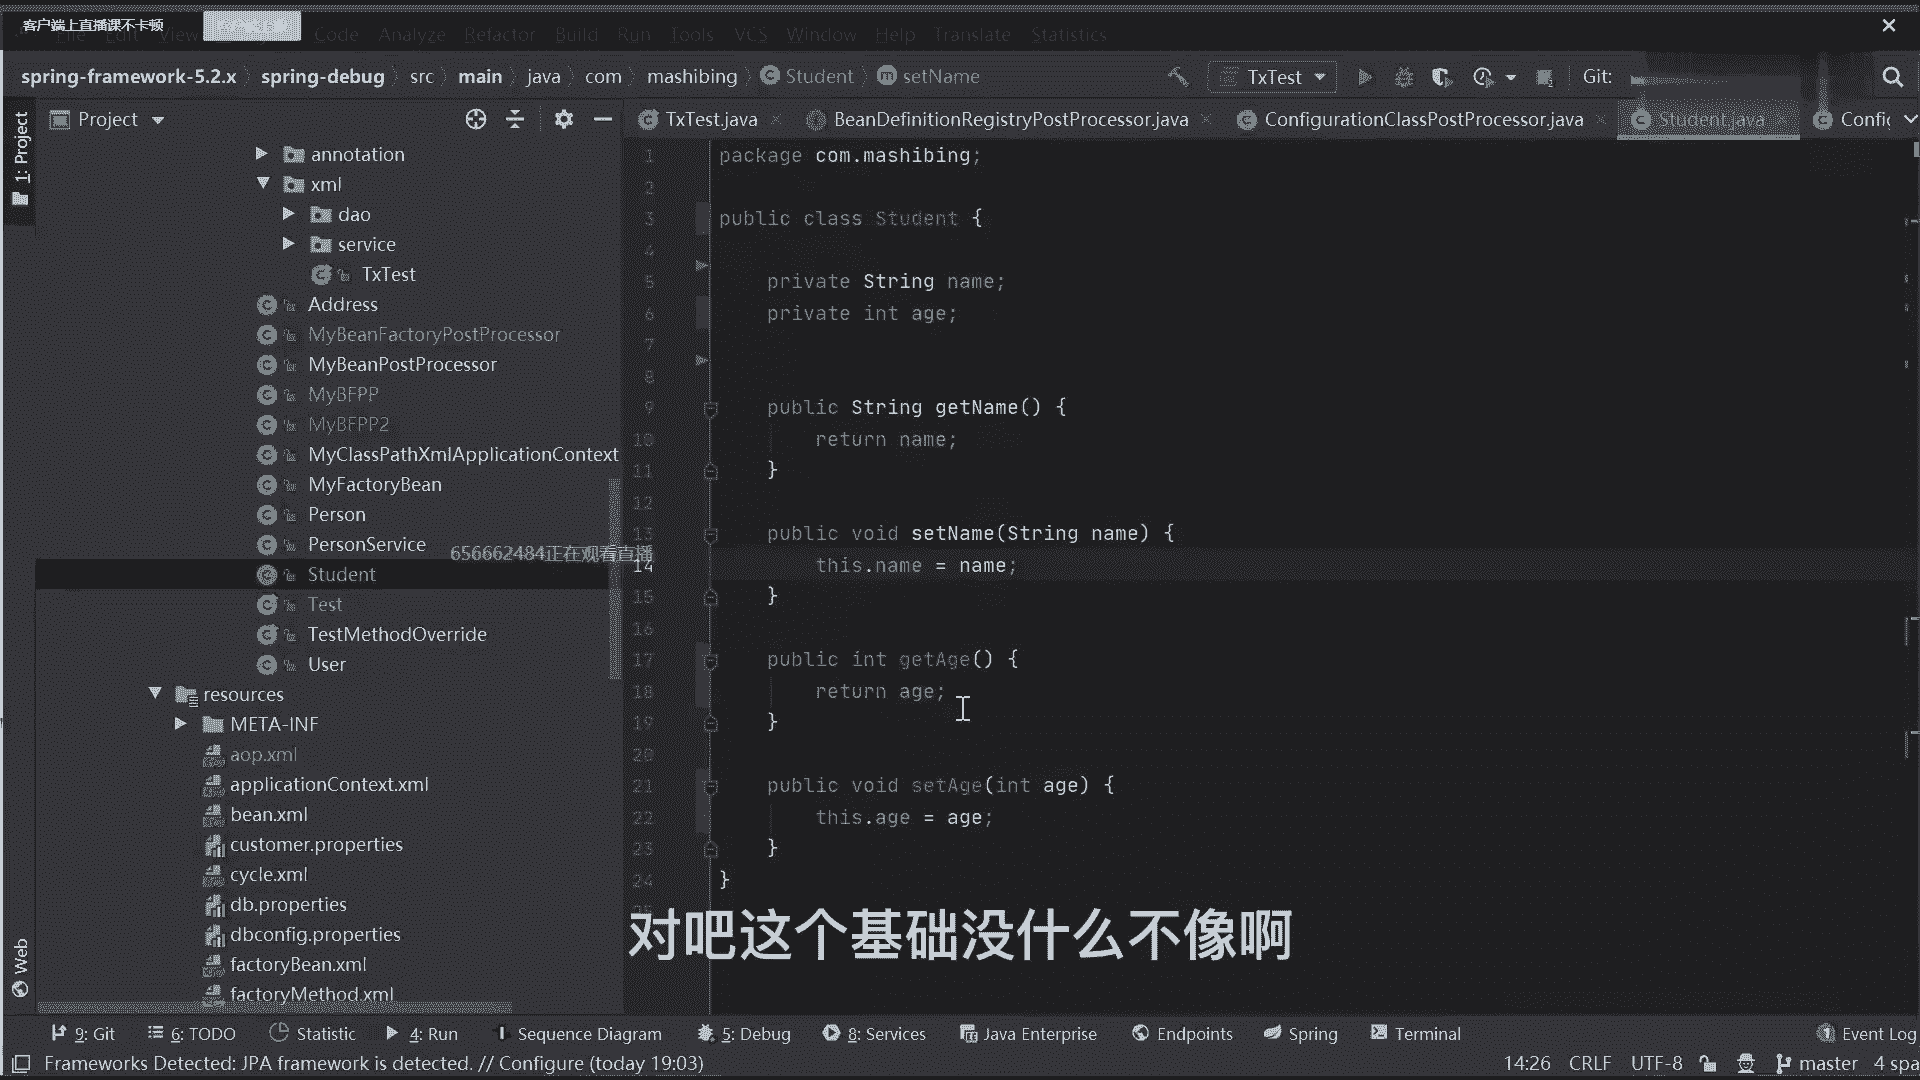 客户端上直播课不卡顿
File Edit View Code Analyze Refactor Build Run Tools VCS Window Help Translate Statistics
spring-framework-5.2.x spring-debug src main java com mashibing Student setName TxTest Git:
1: Project
Project
TxTest.java BeanDefinitionRegistryPostProcessor.java ConfigurationClassPostProcessor.java Student.java Config
annotation
xml
dao
service
TxTest
Address
MyBeanFactoryPostProcessor
MyBeanPostProcessor
MyBFPP
MyBFPP2
MyClassPathXmlApplicationContext
MyFactoryBean
Person
PersonService
656662484正在观看直播
Student
Test
TestMethodOverride
User
resources
META-INF
aop.xml
applicationContext.xml
bean.xml
customer.properties
cycle.xml
db.properties
dbconfig.properties
factoryBean.xml
factoryMethod.xml
Web
1 package com.mashibing;
2
3 public class Student {
4
5 private String name;
6 private int age;
7
8
9 public String getName() {
10 return name;
11 }
12
13 public void setName(String name) {
14 this.name = name;
15 }
16
17 public int getAge() {
18 return age;
19 }
20
21 public void setAge(int age) {
22 this.age = age;
23 }
24 }
对吧这个基础没什么不像啊
9: Git 6: TODO Statistic 4: Run Sequence Diagram 5: Debug 8: Services Java Enterprise Endpoints Spring Terminal 1 Event Log
Frameworks Detected: JPA framework is detected. // Configure (today 19:03) 14:26 CRLF UTF-8 master 4 spa